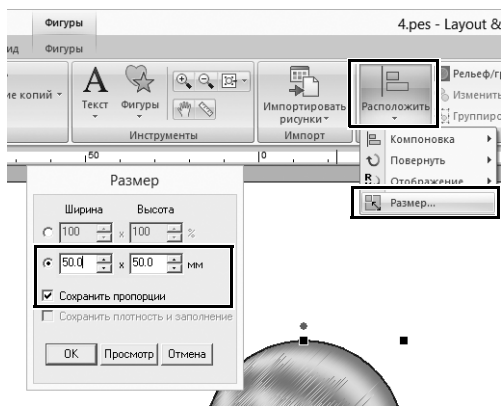 Фигуры
4.pes - Layout &
ид Фигуры
ие копий
Текст
Фигуры
Инструменты
Импортировать
рисунки
Импорт
Расположить
Рельеф/г
Изменить
Группиро
Компоновка
Повернуть
Отображение
Размер...
50 0
Размер
Ширина Высота
100 x 100 %
50.0 x 50.0 мм
Сохранить пропорции
Сохранить плотность и заполнение
OK Просмотр Отмена